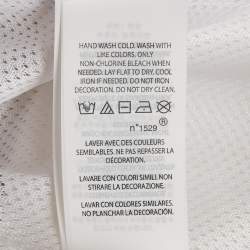 HAND WASH COLD. WASH WITH
LIKE COLORS. ONLY
NON-CHLORINE BLEACH WHEN
NEEDED. LAY FLAT TO DRY. COOL
IRON IF NEEDED. DO NOT IRON
DECORATION. DO NOT DRY CLEAN.
n°1529 ®
LAVER AVEC DES COULEURS
SEMBLABLES. NE PAS REPASSER LA
DÉCORATION.
LAVARE CON COLORI SIMILI. NON
STIRARE LA DECORAZIONE.
LAVAR CON COLORES SIMILARES.
NO PLANCHAR LA DECORACIÓN.